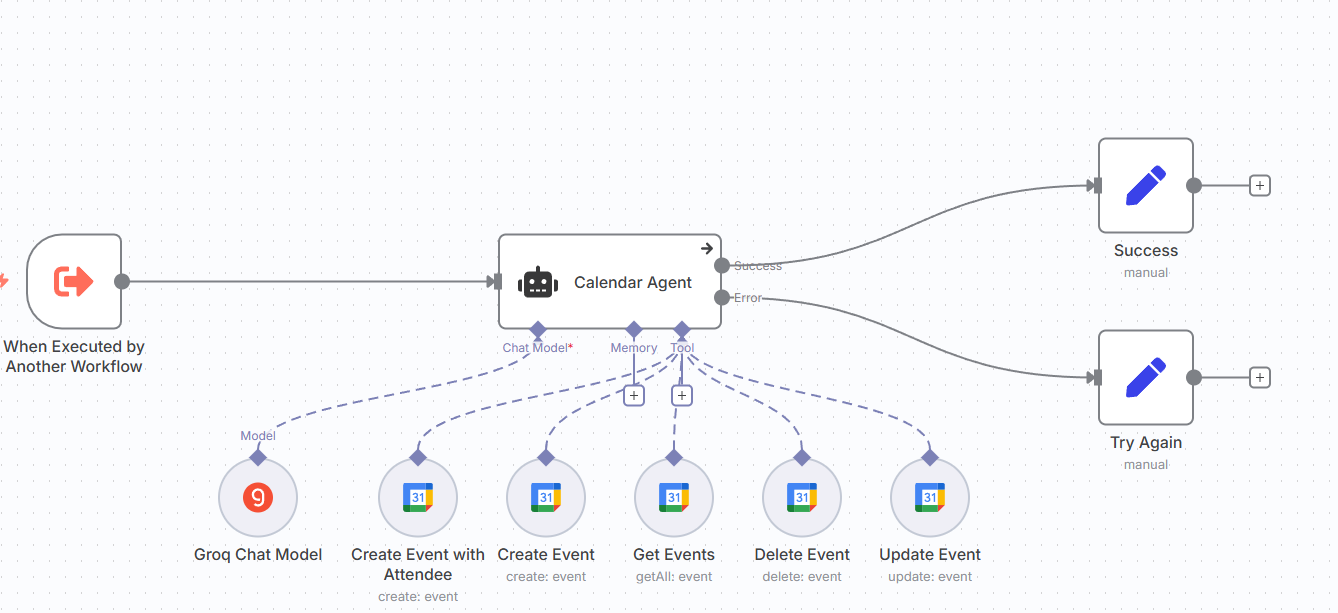 Success
manual
When Executed by
Another Workflow
Calendar Agent
Success
Error
Chat Model*
Memory
Tool
+
+
+
+
Try Again
manual
Model
Groq Chat Model
31
Create Event with
Attendee
create: event
31
Create Event
create: event
31
Get Events
getAll: event
31
Delete Event
delete: event
31
Update Event
update: event